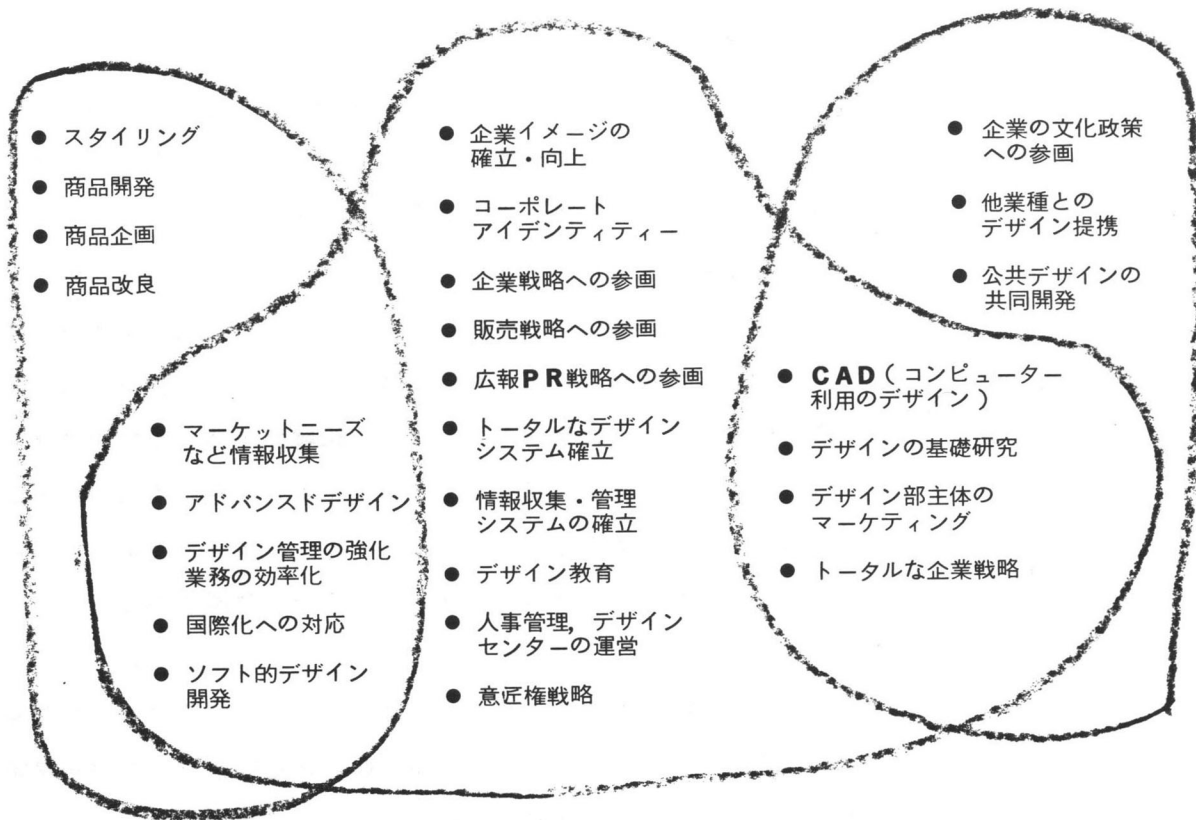 ● スタイリング
● 商品開発
● 商品企画
● 商品改良
● マーケットニーズ
など情報収集
● アドバンスドデザイン
● デザイン管理の強化
業務の効率化
● 国際化への対応
● ソフト的デザイン
開発
● 企業イメージの
確立・向上
● コーポレート
アイデンティティー
● 企業戦略への参画
● 販売戦略への参画
● 広報PR戦略への参画
● トータルなデザイン
システム確立
● 情報収集・管理
システムの確立
● デザイン教育
● 人事管理，デザイン
センターの運営
● 意匠権戦略
● 企業の文化政策
への参画
● 他業種との
デザイン提携
● 公共デザインの
共同開発
● CAD（コンピューター
利用のデザイン）
● デザインの基礎研究
● デザイン部主体の
マーケティング
● トータルな企業戦略